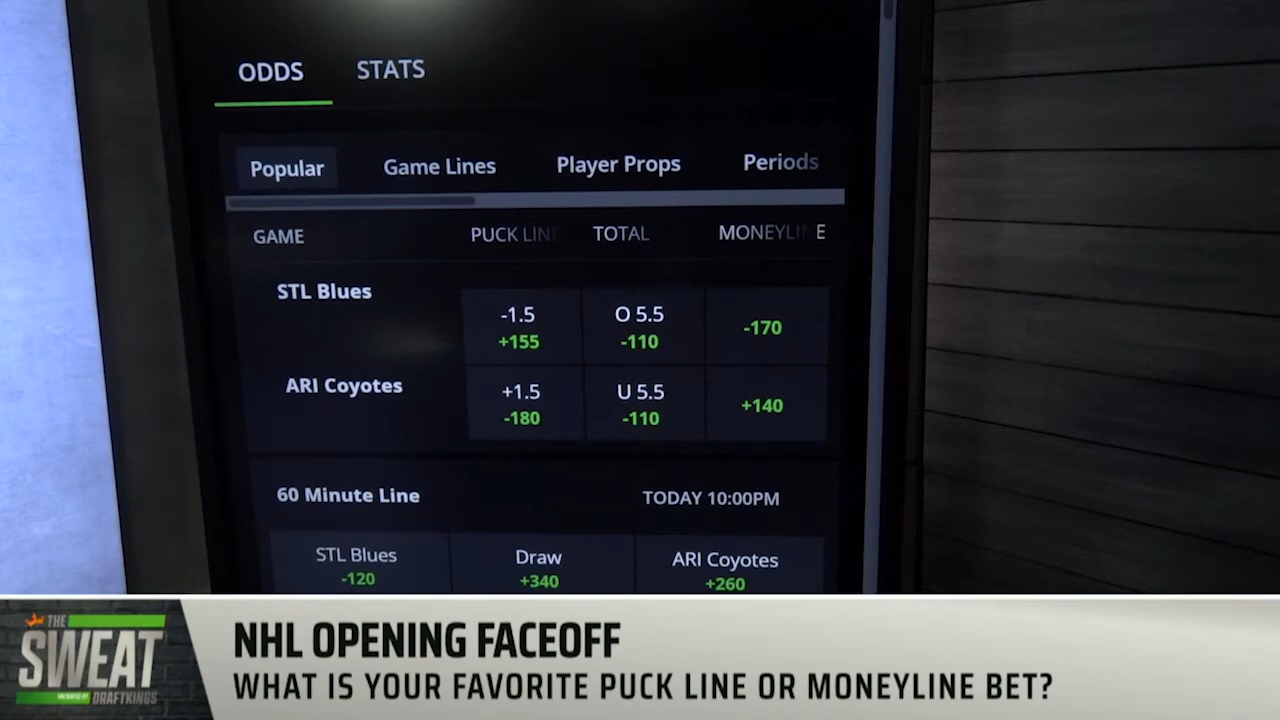 ODDS STATS
Popular Game Lines Player Props Periods
GAME PUCK LINE TOTAL MONEYLINE
STL Blues
-1.5 O 5.5 -170
+155 -110
ARI Coyotes
+1.5 U 5.5 +140
-180 -110
60 Minute Line TODAY 10:00PM
STL Blues Draw ARI Coyotes
-120 +340 +260
THE
SWEAT
PRESENTED BY DRAFTKINGS
NHL OPENING FACEOFF
WHAT IS YOUR FAVORITE PUCK LINE OR MONEYLINE BET?